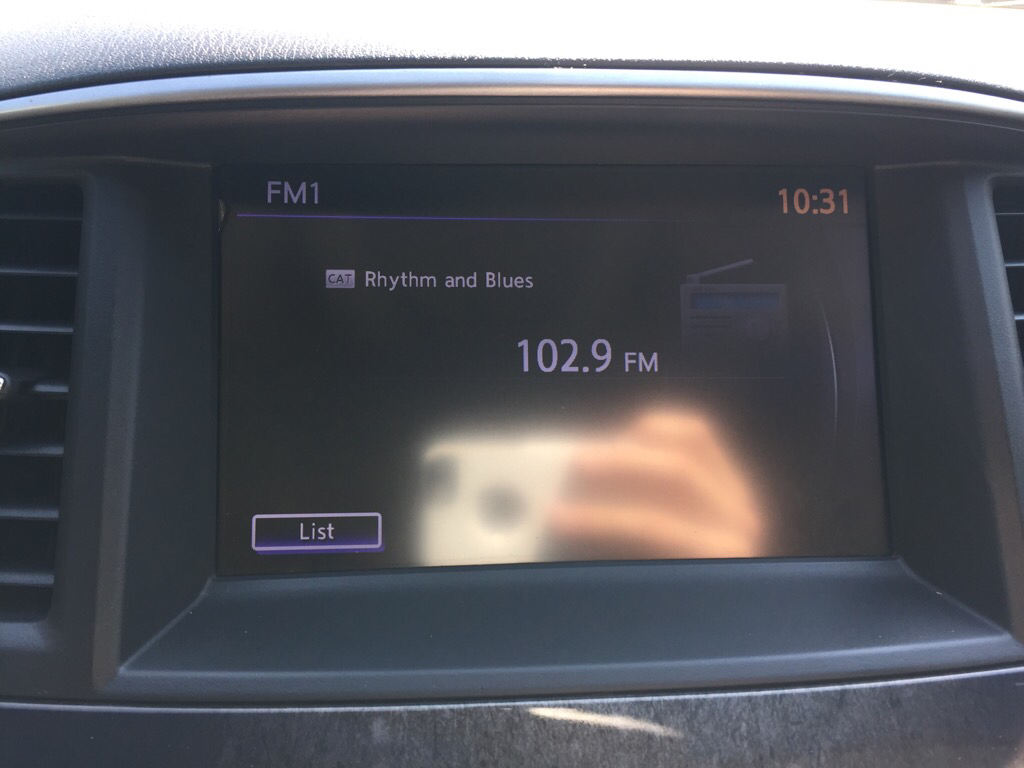 FM1
10:31
CAT Rhythm and Blues
102.9 FM
List